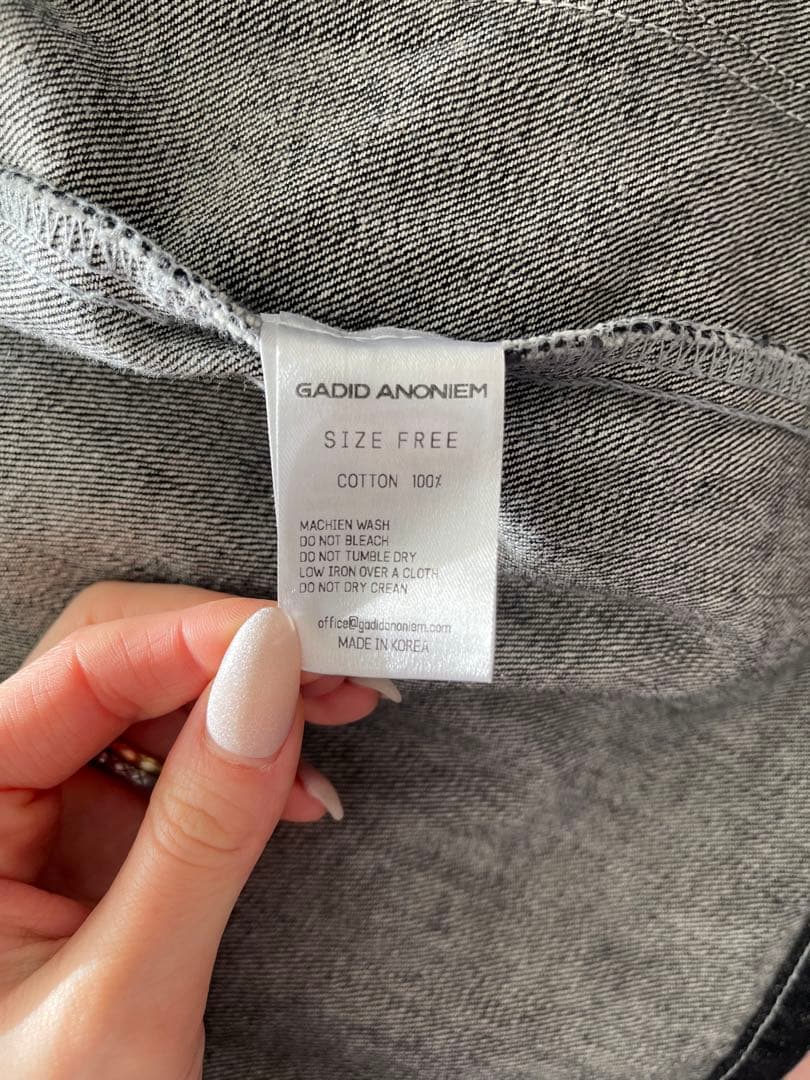 GADID ANONIEM
SIZE FREE
COTTON 100%
MACHIEN WASH
DO NOT BLEACH
DO NOT TUMBLE DRY
LOW IRON OVER A CLOTH
DO NOT DRY CREAN
office@gadidanoniem.com
MADE IN KOREA